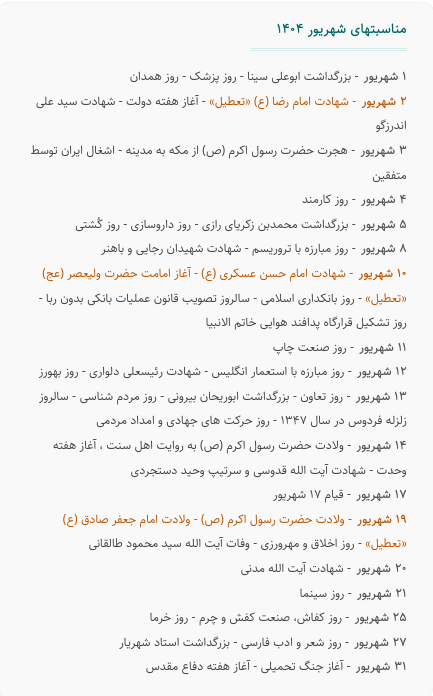 مناسبتهای شهریور ۱۴۰۴
۱ شهریور - بزرگداشت ابوعلی سینا - روز پزشک - روز همدان
۲ شهریور - شهادت امام رضا (ع) «تعطیل» - آغاز هفته دولت - شهادت سید علی
اندرزگو
۳ شهریور - هجرت حضرت رسول اکرم (ص) از مکه به مدینه - اشغال ایران توسط
متفقین
۴ شهریور - روز کارمند
۵ شهریور - بزرگداشت محمدبن زکریای رازی - روز داروسازی - روز کُشتی
۸ شهریور - روز مبارزه با تروریسم - شهادت شهیدان رجایی و باهنر
۱۰ شهریور - شهادت امام حسن عسکری (ع) - آغاز امامت حضرت ولیعصر (عج)
«تعطیل» - روز بانکداری اسلامی - سالروز تصویب قانون عملیات بانکی بدون ربا -
روز تشکیل قرارگاه پدافند هوایی خاتم الانبیا
۱۱ شهریور - روز صنعت چاپ
۱۲ شهریور - روز مبارزه با استعمار انگلیس - شهادت رئیسعلی دلواری - روز بهورز
۱۳ شهریور - روز تعاون - بزرگداشت ابوریحان بیرونی - روز مردم شناسی - سالروز
زلزله فردوس در سال ۱۳۴۷ - روز حرکت های جهادی و امداد مردمی
۱۴ شهریور - ولادت حضرت رسول اکرم (ص) به روایت اهل سنت ، آغاز هفته
وحدت - شهادت آیت الله قدوسی و سرتیپ وحید دستجردی
۱۷ شهریور - قیام ۱۷ شهریور
۱۹ شهریور - ولادت حضرت رسول اکرم (ص) - ولادت امام جعفر صادق (ع)
«تعطیل» - روز اخلاق و مهرورزی - وفات آیت الله سید محمود طالقانی
۲۰ شهریور - شهادت آیت الله مدنی
۲۱ شهریور - روز سینما
۲۵ شهریور - روز کفاش، صنعت کفش و چرم - روز خرما
۲۷ شهریور - روز شعر و ادب فارسی - بزرگداشت استاد شهریار
۳۱ شهریور - آغاز جنگ تحمیلی - آغاز هفته دفاع مقدس